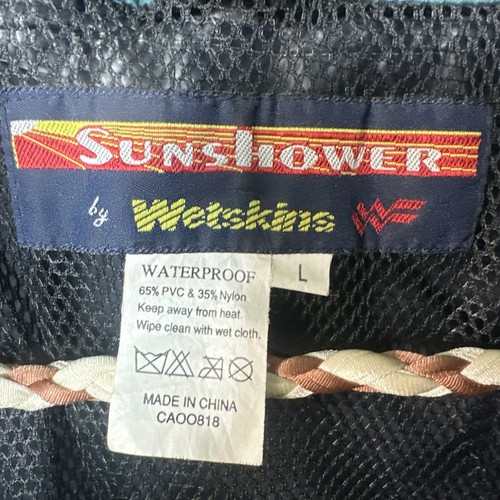 SUNSHOWER
by Wetskins
WATERPROOF
65% PVC & 35% Nylon
Keep away from heat.
Wipe clean with wet cloth.
MADE IN CHINA
CAOO818
L